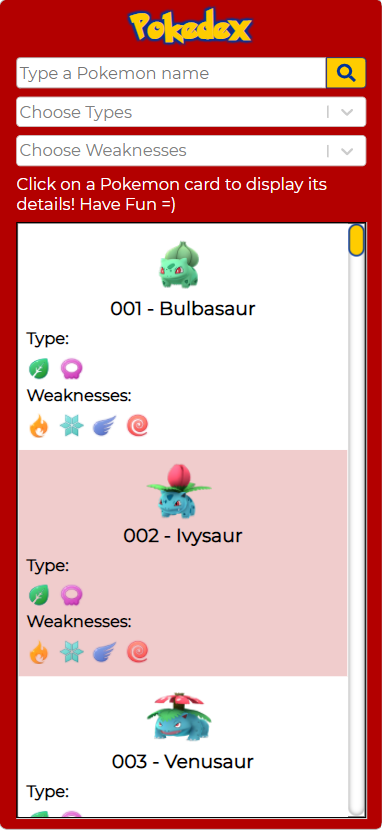 Pokedex
Type a Pokemon name
Choose Types
Choose Weaknesses
Click on a Pokemon card to display its
details! Have Fun =)
001 - Bulbasaur
Type:
Weaknesses:
002 - Ivysaur
Type:
Weaknesses:
003 - Venusaur
Type: